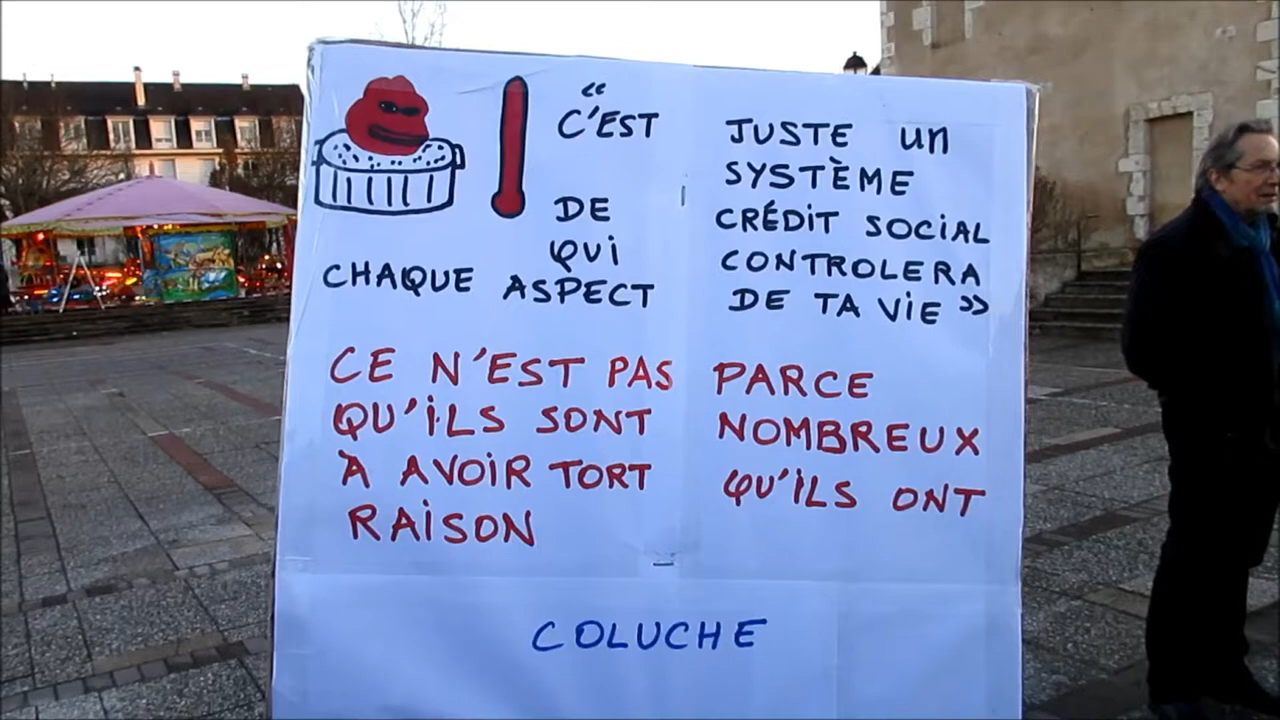 “ C'EST JUSTE un
SYSTÈME
DE CRÉDIT SOCIAL
QUI CONTROLERA
CHAQUE ASPECT DE TA VIE »
CE N'EST PAS PARCE
QU'ILS SONT NOMBREUX
À AVOIR TORT QU'ILS ONT
RAISON
COLUCHE